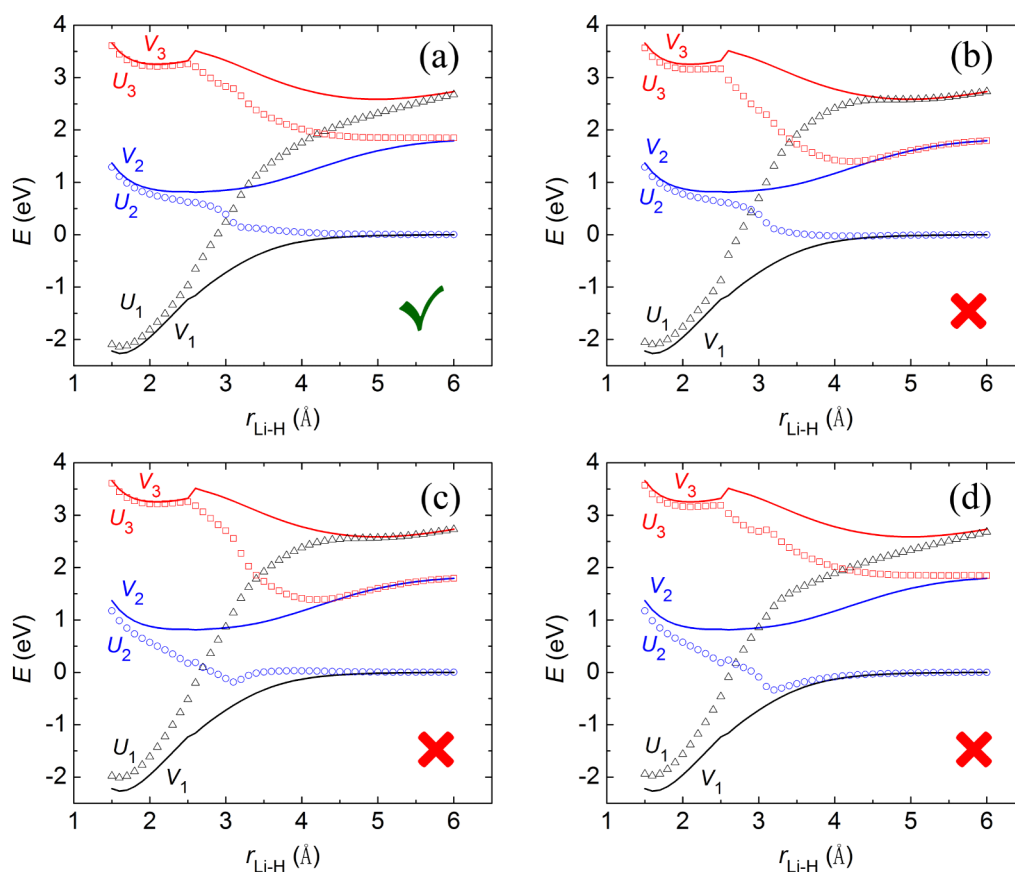 (a)
4
3
2
1
0
-1
-2
E (eV)
V3
U3
V2
U2
U1
V1
1 2 3 4 5 6
rLi-H (Å)
(b)
4
3
2
1
0
-1
-2
E (eV)
V3
U3
V2
U2
U1
V1
1 2 3 4 5 6
rLi-H (Å)
(c)
4
3
2
1
0
-1
-2
E (eV)
V3
U3
V2
U2
U1
V1
1 2 3 4 5 6
rLi-H (Å)
(d)
4
3
2
1
0
-1
-2
E (eV)
V3
U3
V2
U2
U1
V1
1 2 3 4 5 6
rLi-H (Å)